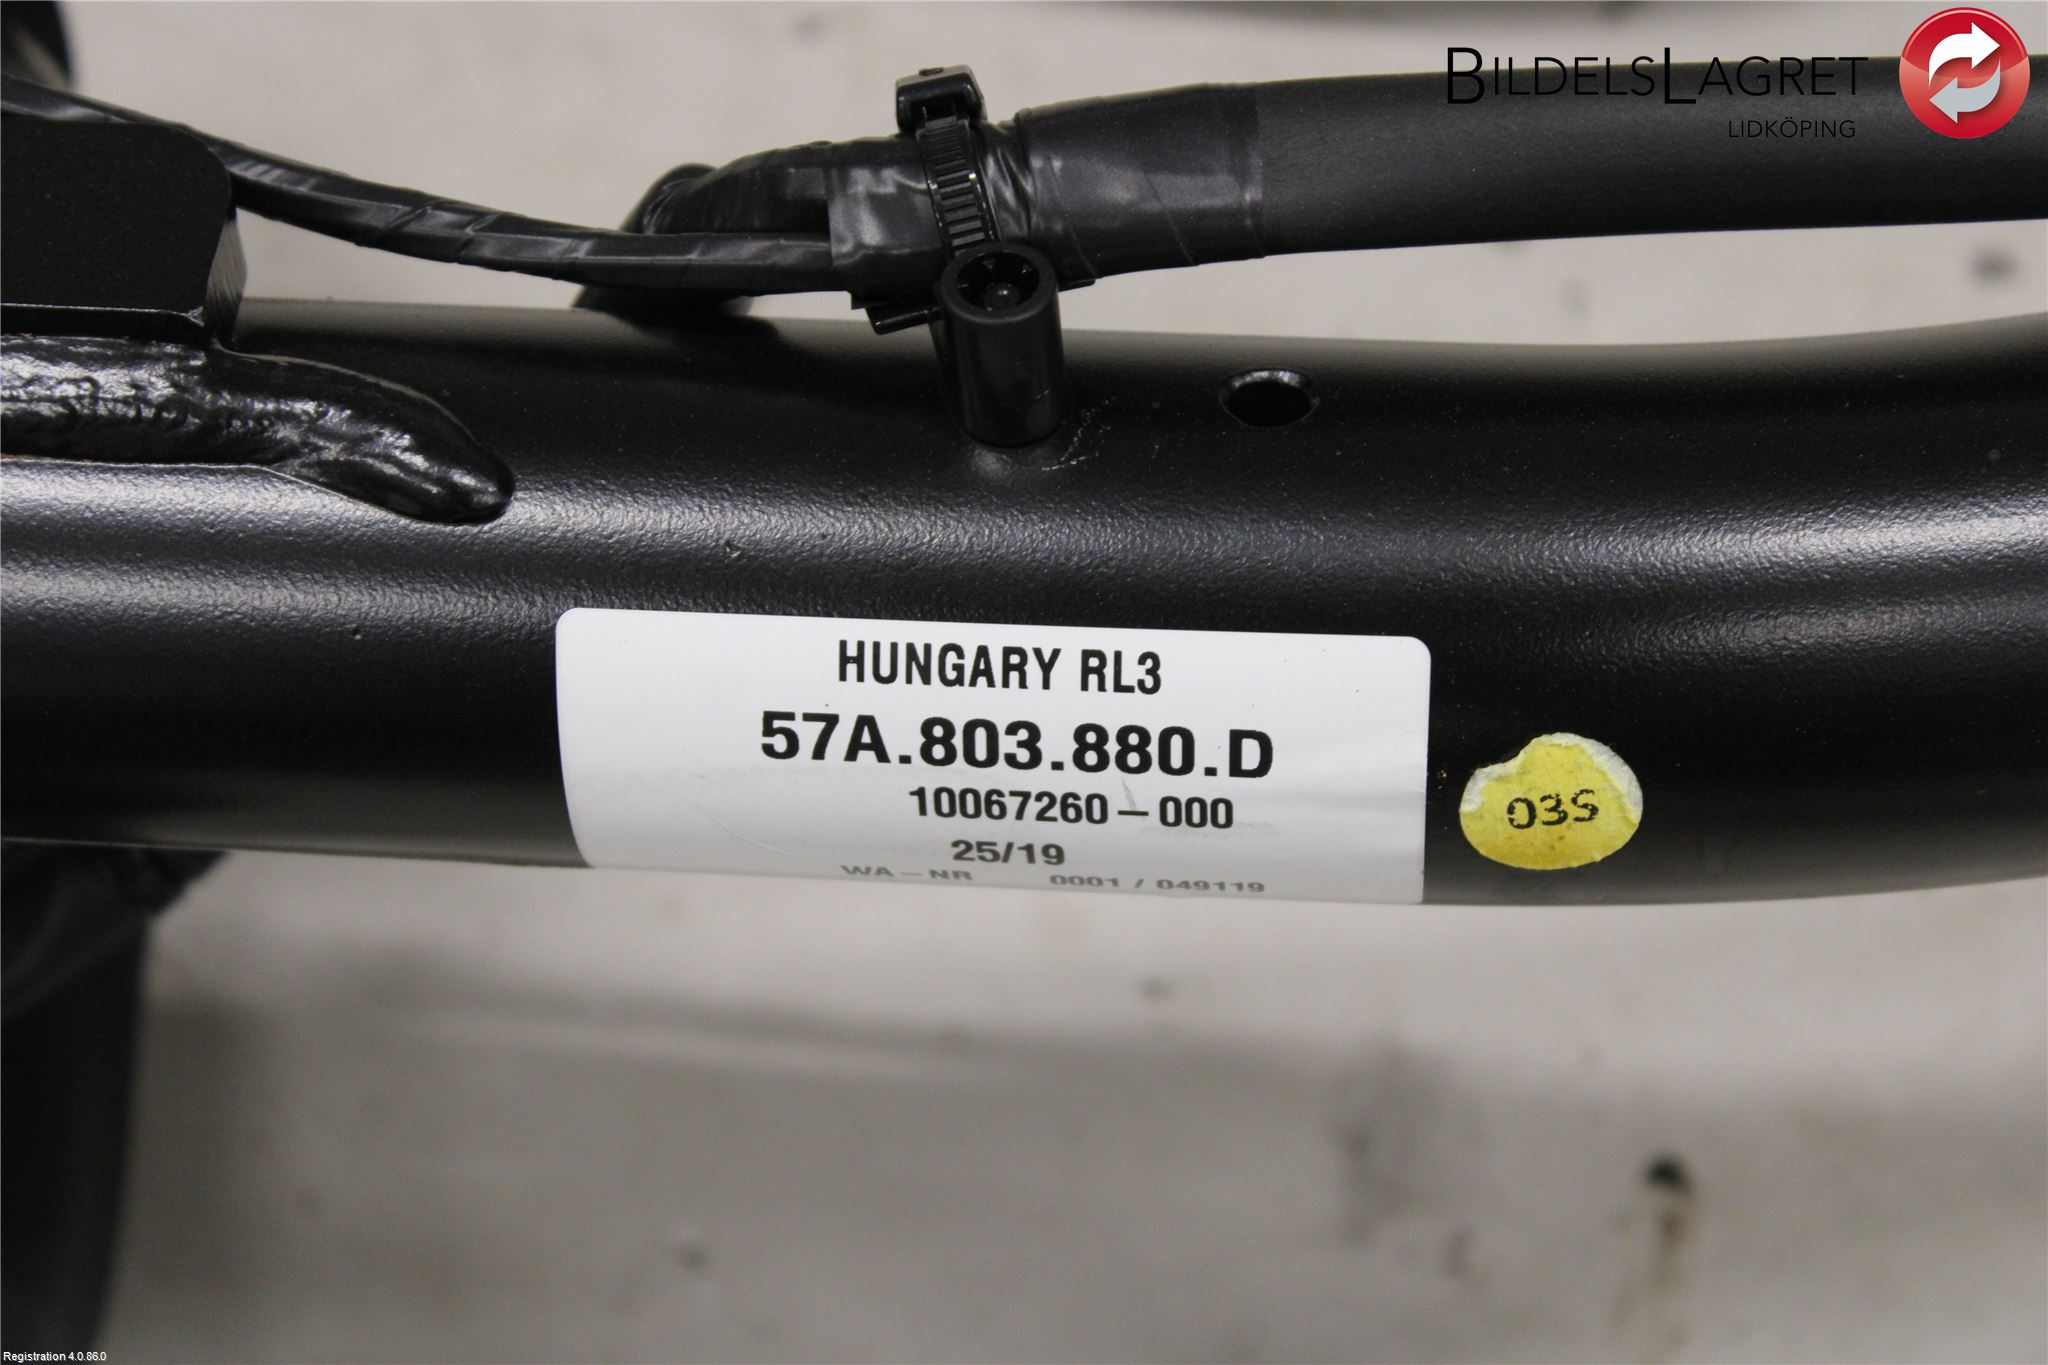 BILDELSLAGRET
LIDKÖPING
HUNGARY RL3
57A.803.880.D
10067260-000
25/19
WA-NR 0001 / 049119
03S
Registration 4.0.86.0